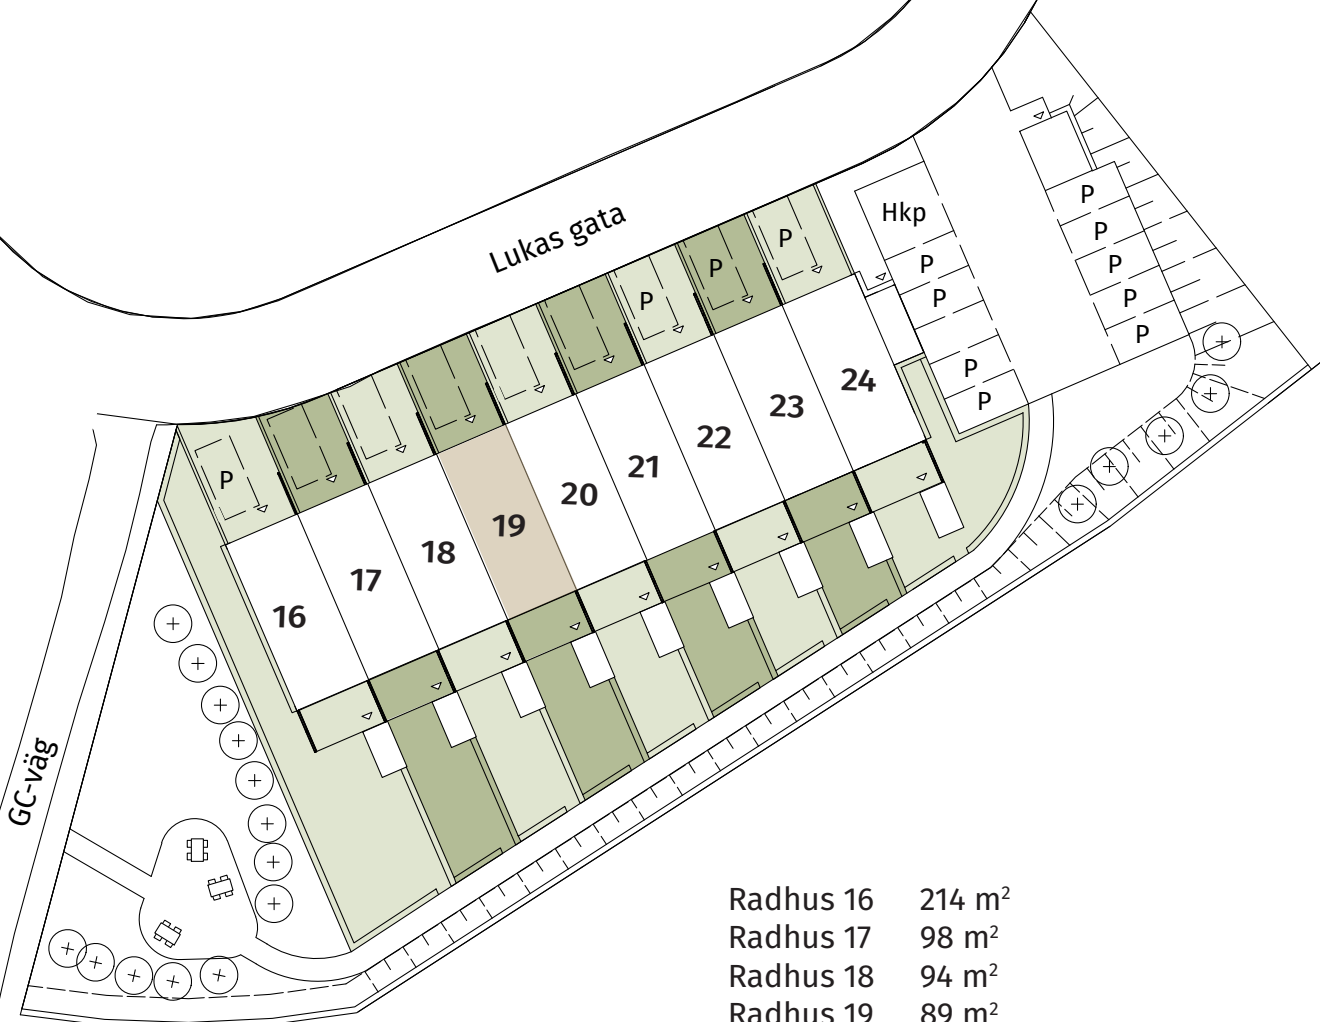 Lukas gata
Hkp
P
P
P
P
P
P
P
P
P
P
P
P
P
P
24
23
22
21
20
19
18
17
16
GC-väg
Radhus 16 214 m²
Radhus 17 98 m²
Radhus 18 94 m²
Radhus 19 89 m²